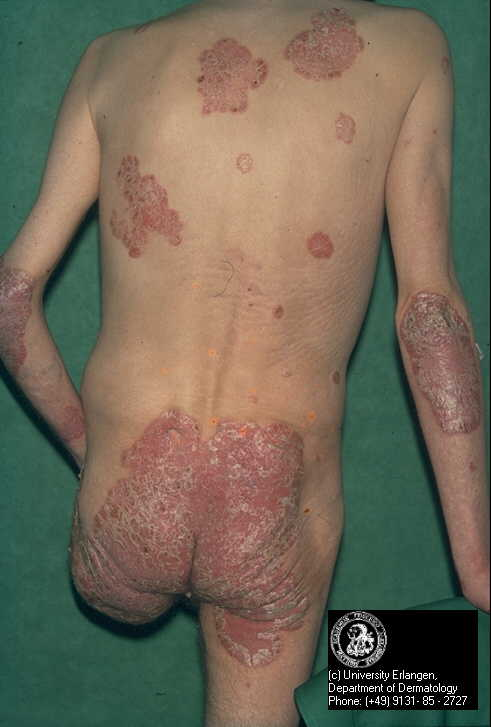 (c) University Erlangen,
Department of Dermatology
Phone: (+49) 9131- 85 - 2727